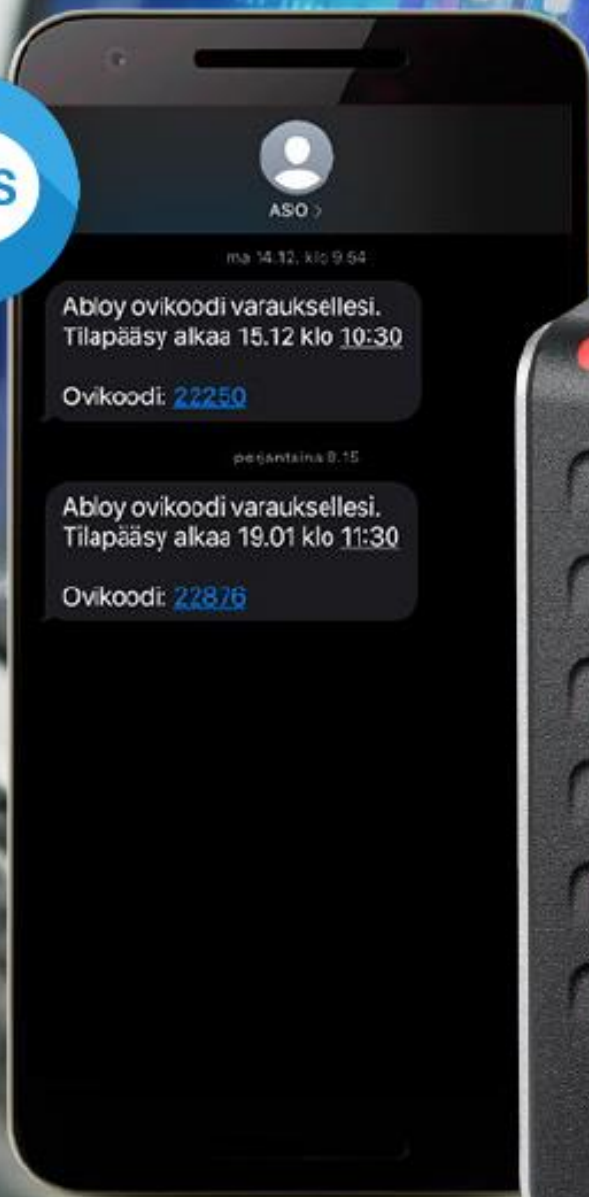 S
ASO >
ma 14.12. klo 9.54
Abloy ovikoodi varauksellesi.
Tilapääsy alkaa 15.12 klo 10:30
Ovikoodi: 22250
perjantaina 8.15
Abloy ovikoodi varauksellesi.
Tilapääsy alkaa 19.01 klo 11:30
Ovikoodi: 22876